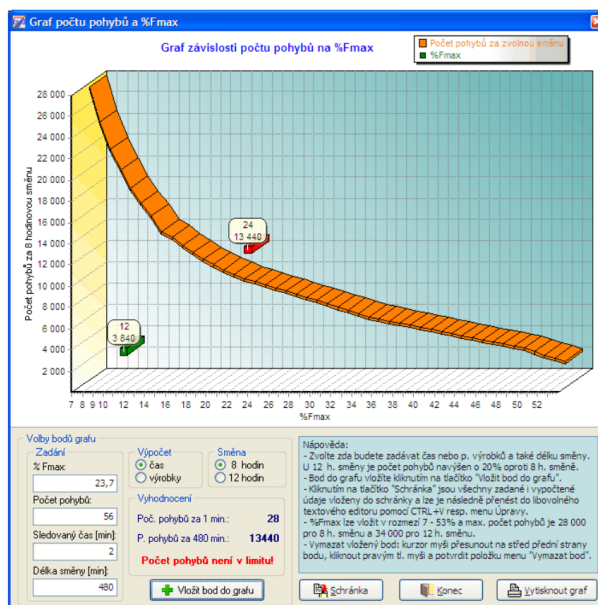 Graf počtu pohybů a %Fmax
Graf závislosti počtu pohybů na %Fmax
Počet pohybů za zvolnou směnu
%Fmax
28 000
26 000
24 000
22 000
20 000
18 000
16 000
14 000
12 000
10 000
8 000
6 000
4 000
2 000
Počet pohybů za 8 hodinovou směnu
24
13 440
12
3 840
7 8 9 10 12 14 16 18 20 22 24 26 28 30 32 34 36 38 40 42 44 46 48 50 52
%Fmax
Volby bodů grafu
Zadání
% Fmax:
23,7
Počet pohybů:
56
Sledovaný čas [min]:
2
Délka směny [min]:
480
Výpočet
čas
výrobky
Směna
8 hodin
12 hodin
Vyhodnocení
Poč. pohybů za 1 min.: 28
P. pohybů za 480 min.: 13440
Počet pohybů není v limitu!
Vložit bod do grafu
Nápověda:
- Zvolte zda budete zadávat čas nebo p. výrobků a také délku směny.
U 12 h. směny je počet pohybů navýšen o 20% oproti 8 h. směně.
- Bod do grafu vložíte kliknutím na tlačítko "Vložit bod do grafu".
- Kliknutím na tlačítko "Schránka" jsou všechny zadané i vypočtené
údaje vloženy do schránky a lze je následně přenést do libovolného
textového editoru pomocí CTRL+V resp. menu Úpravy.
- %Fmax lze vložit v rozmezí 7 - 53% a max. počet pohybů je 28 000
pro 8 h. směnu a 34 000 pro 12 h. směnu.
- Vymazat vložený bod: kurzor myši přesunout na střed přední strany
bodu, kliknout pravým tl. myši a potvrdit položku menu "Vymazat bod".
Schránka
Konec
Vytisknout graf